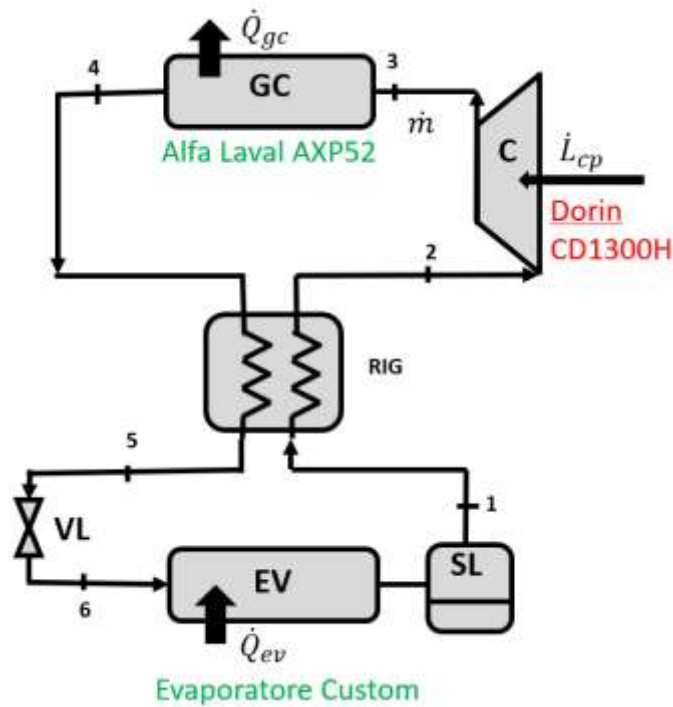 Q̇gc
4
GC
3
ṁ
Alfa Laval AXP52
C
L̇cp
Dorin
CD1300H
2
RIG
5
1
VL
EV
SL
6
Q̇ev
Evaporatore Custom